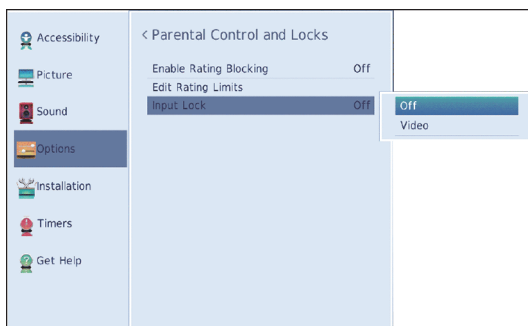 Accessibility
Picture
Sound
Options
Installation
Timers
Get Help
< Parental Control and Locks
Enable Rating Blocking Off
Edit Rating Limits
Input Lock Off
Off
Video